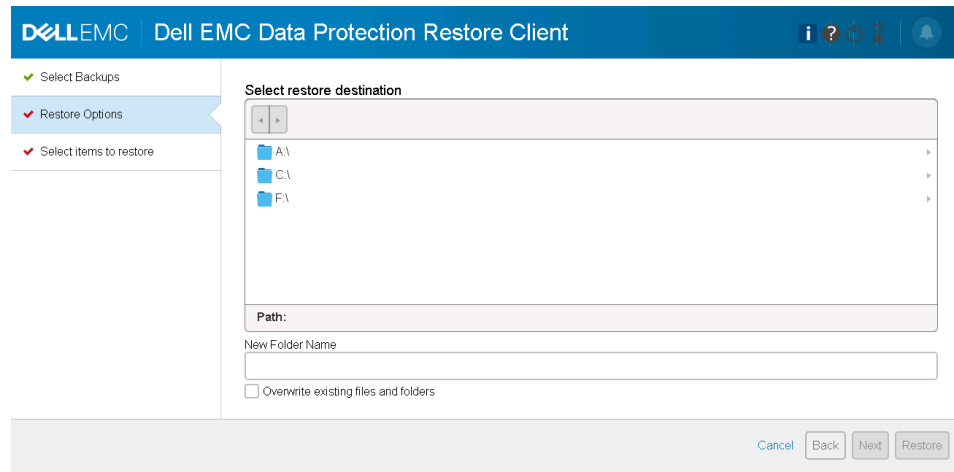 DELLEMC Dell EMC Data Protection Restore Client
Select Backups
Restore Options
Select items to restore
Select restore destination
A:\
C:\
F:\
Path:
New Folder Name
Overwrite existing files and folders
Cancel Back Next Restore